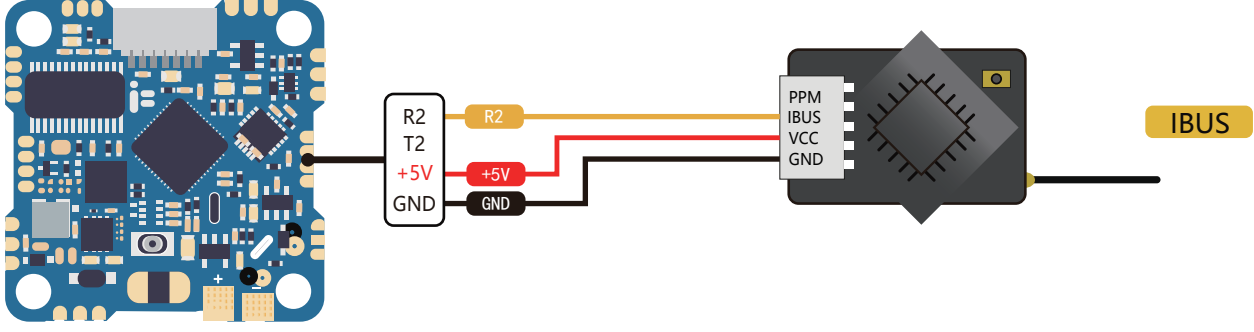 R2
T2
+5V
GND
R2
+5V
GND
PPM
IBUS
VCC
GND
IBUS
+
-